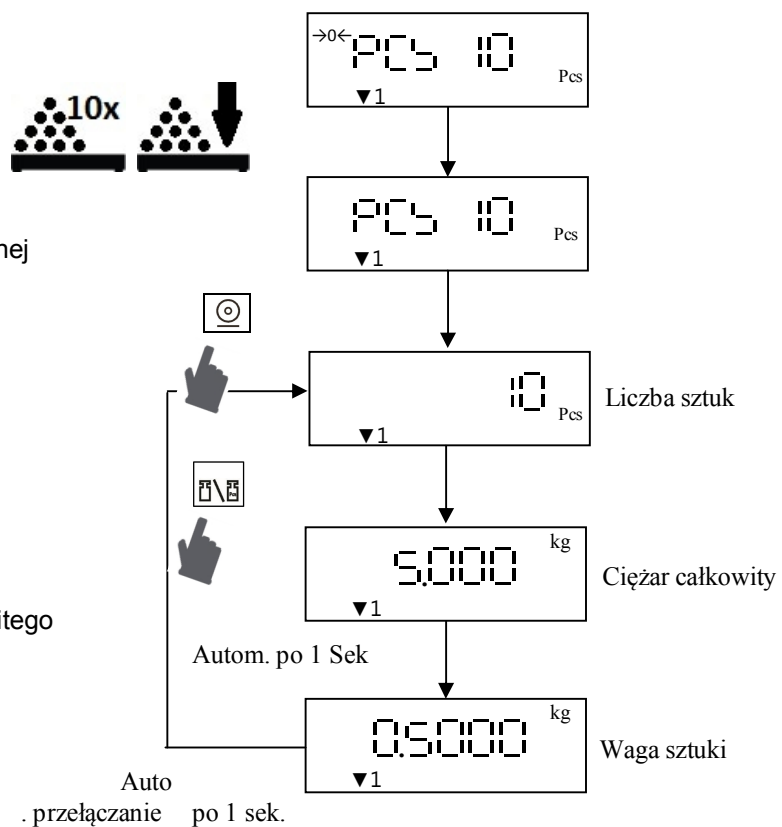 →0← PCS 10 Pcs
▼1
10x
PCS 10 Pcs
▼1
nej
10 Pcs
▼1
Liczba sztuk
5.000 kg
▼1
Ciężar całkowity
itego
Autom. po 1 Sek
0.5000 kg
▼1
Waga sztuki
Auto
. przełączanie po 1 sek.